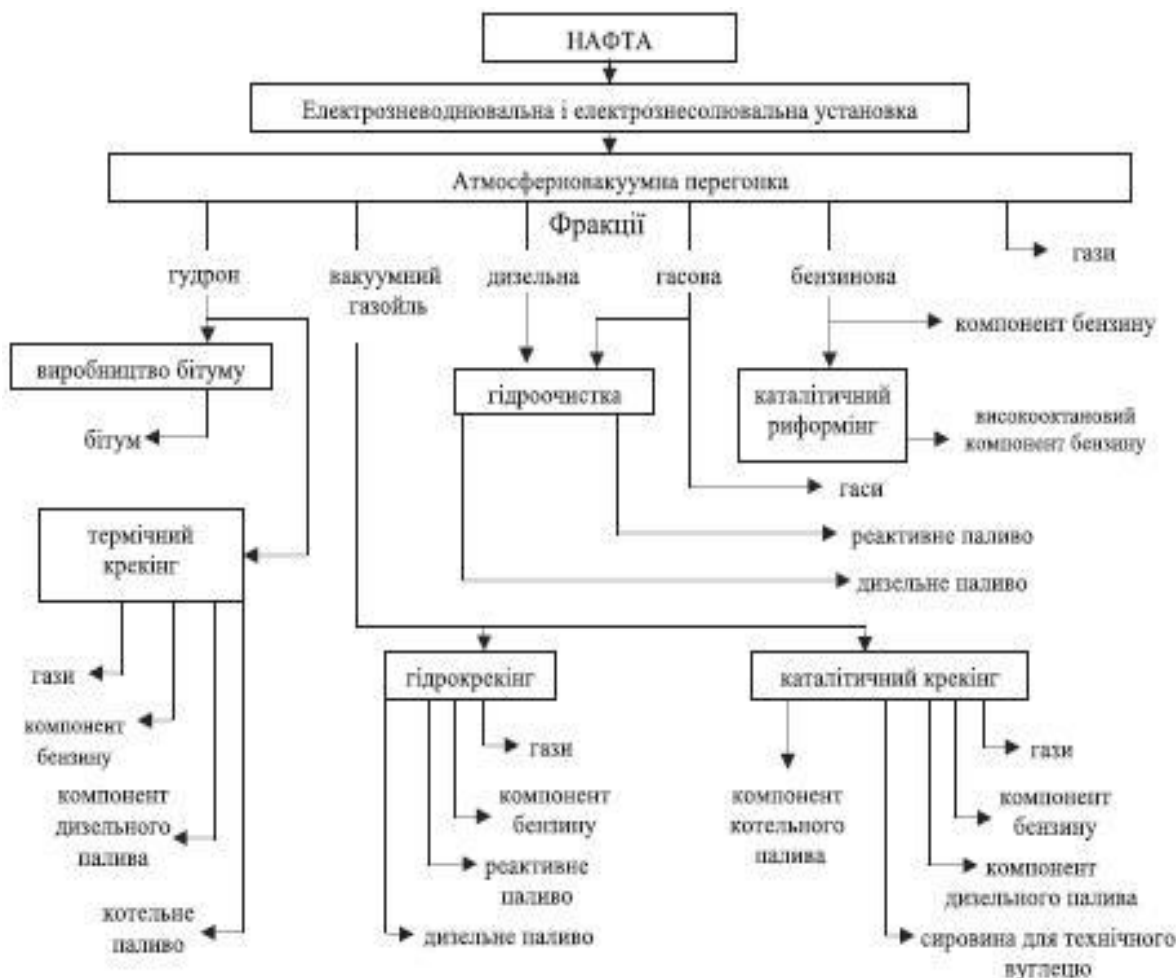 НАФТА
Електрозневоднювальна і електрознесолювальна установка
Атмосферновакуумна перегонка
Фракції
гудрон
вакуумний
газойль
дизельна
гасова
бензинова
гази
компонент бензину
виробництво бітуму
гідроочистка
каталітичний
риформінг
високооктановий
компонент бензину
бітум
гаси
термічний
крекінг
реактивне паливо
дизельне паливо
гідрокрекінг
каталітичний крекінг
гази
компонент
бензину
компонент
дизельного
палива
котельне
паливо
гази
компонент
бензину
реактивне
паливо
дизельне паливо
компонент
котельного
палива
гази
компонент
бензину
компонент
дизельного палива
сировина для технічного
вуглецю